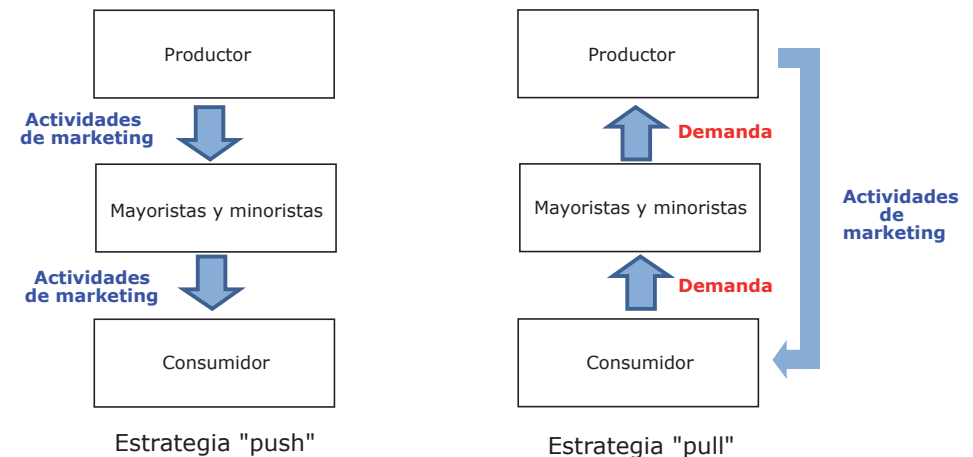 Productor
Actividades
de marketing
Mayoristas y minoristas
Actividades
de marketing
Consumidor
Estrategia "push"
Productor
Demanda
Mayoristas y minoristas
Actividades
de
marketing
Demanda
Consumidor
Estrategia "pull"